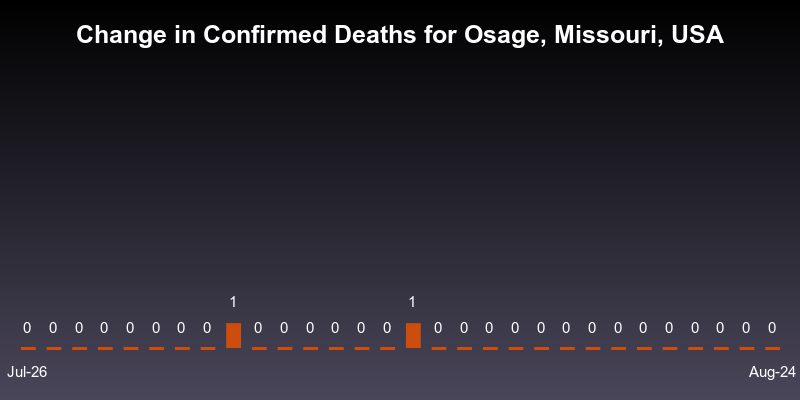 Change in Confirmed Deaths for Osage, Missouri, USA
1 1
0 0 0 0 0 0 0 0 0 0 0 0 0 0 0 0 0 0 0 0 0 0 0 0 0 0 0 0
Jul-26 Aug-24